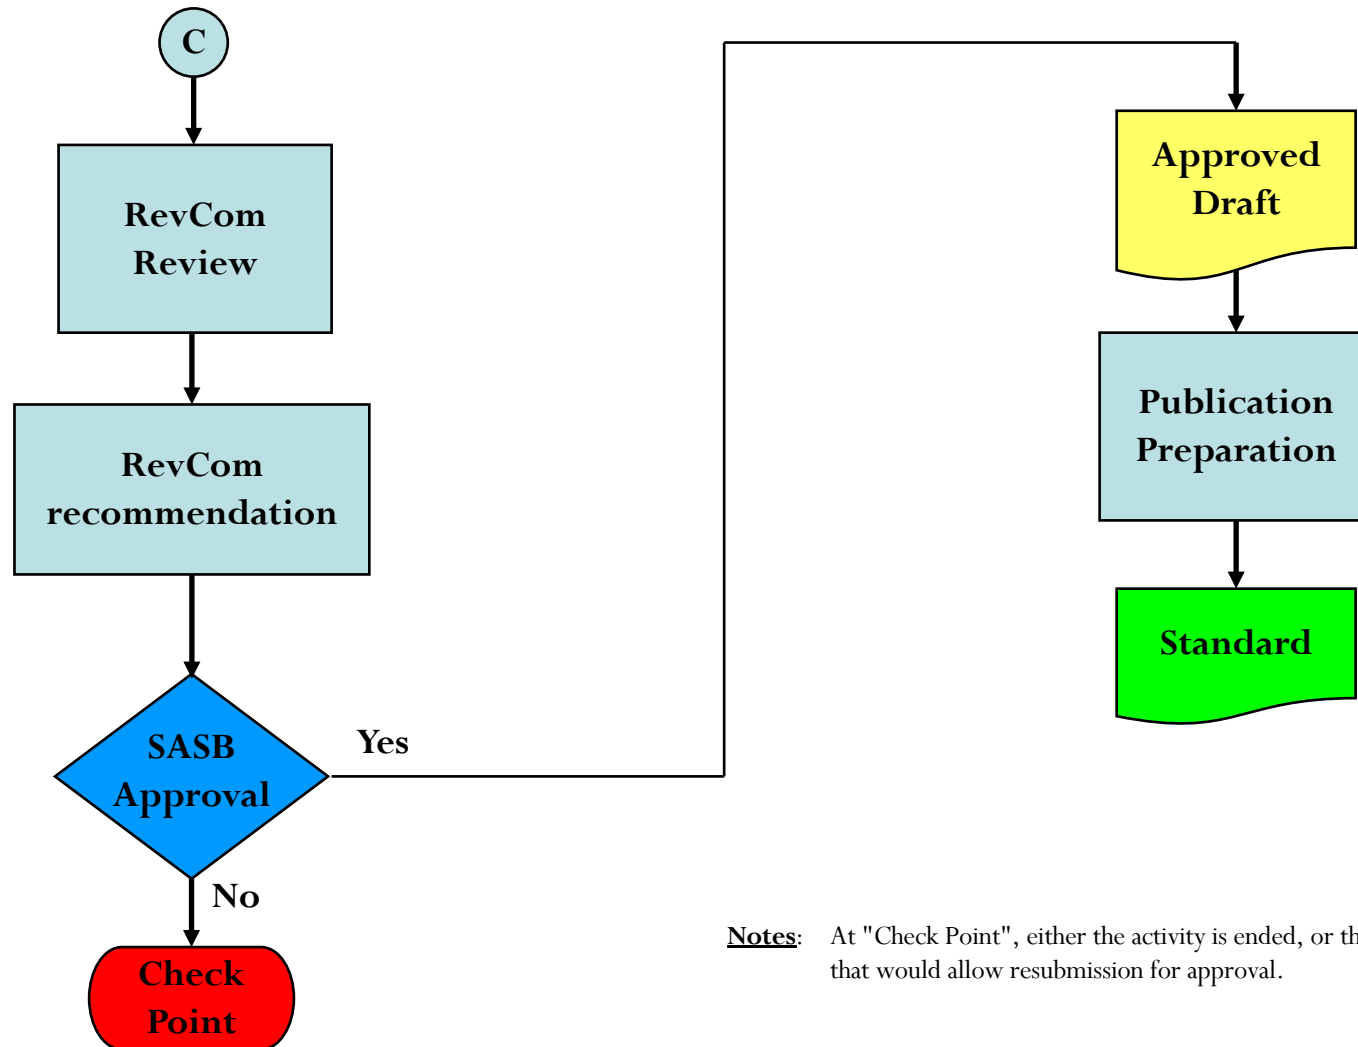 C
RevCom
Review
RevCom
recommendation
SASB
Approval
Yes
No
Check
Point
Approved
Draft
Publication
Preparation
Standard
Notes: At "Check Point", either the activity is ended, or
that would allow resubmission for approval.